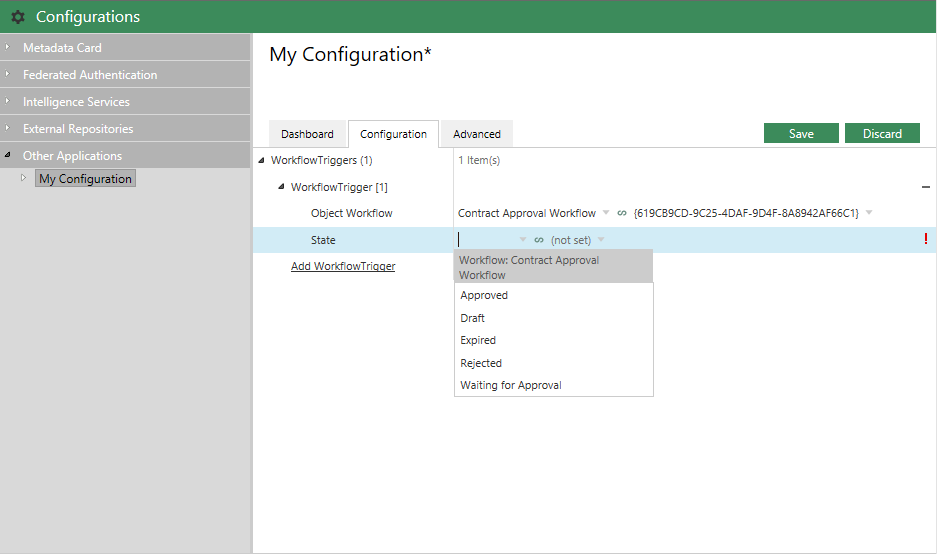 Configurations
Metadata Card
Federated Authentication
Intelligence Services
External Repositories
Other Applications
My Configuration
My Configuration*
Dashboard
Configuration
Advanced
Save
Discard
WorkflowTriggers (1)
1 Item(s)
WorkflowTrigger [1]
Object Workflow
Contract Approval Workflow
{619CB9CD-9C25-4DAF-9D4F-8A8942AF66C1}
State
(not set)
!
Add WorkflowTrigger
Workflow: Contract Approval
Workflow
Approved
Draft
Expired
Rejected
Waiting for Approval